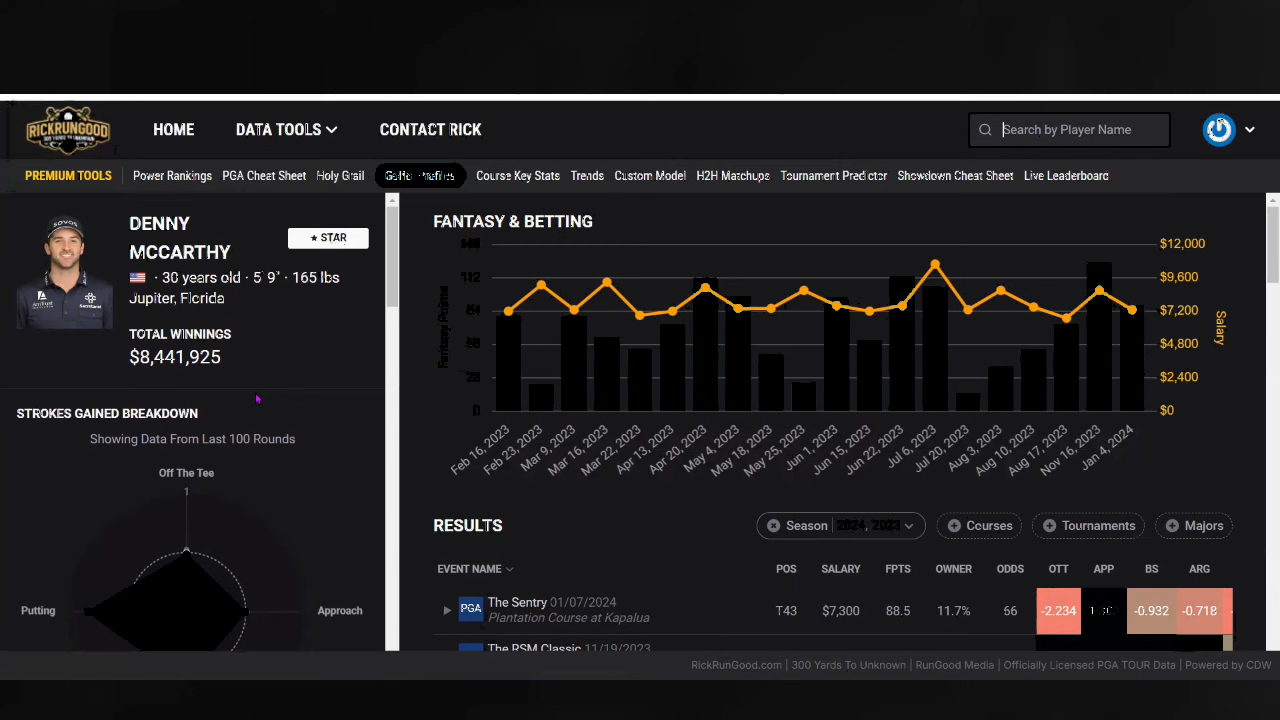 RICKRUNGOOD
300 YARDS TO UNKNOWN
HOME
DATA TOOLS
CONTACT RICK
Search by Player Name
PREMIUM TOOLS
Power Rankings
PGA Cheat Sheet
Holy Grail
Golfer Profiles
Course Key Stats
Trends
Custom Model
H2H Matchups
Tournament Predictor
Showdown Cheat Sheet
Live Leaderboard
DENNY
MCCARTHY
★ STAR
· 30 years old · 5' 9" · 165 lbs
Jupiter, Florida
TOTAL WINNINGS
$8,441,925
STROKES GAINED BREAKDOWN
Showing Data From Last 100 Rounds
Off The Tee
1
Putting
Approach
FANTASY & BETTING
Fantasy Points
112
28
0
$12,000
$9,600
$7,200
$4,800
$2,400
$0
Salary
Feb 16, 2023
Feb 23, 2023
Mar 9, 2023
Mar 16, 2023
Mar 22, 2023
Apr 13, 2023
Apr 20, 2023
May 4, 2023
May 18, 2023
May 25, 2023
Jun 1, 2023
Jun 15, 2023
Jun 22, 2023
Jul 6, 2023
Jul 20, 2023
Aug 3, 2023
Aug 10, 2023
Aug 17, 2023
Nov 16, 2023
Jan 4, 2024
RESULTS
Season 2024, 2023
Courses
Tournaments
Majors
EVENT NAME POS SALARY FPTS OWNER ODDS OTT APP BS ARG
PGA The Sentry 01/07/2024 T43 $7,300 88.5 11.7% 56 -2.234 -0.932 -0.718
Plantation Course at Kapalua
The RSM Classic 11/19/2023
RickRunGood.com | 300 Yards To Unknown | RunGood Media | Officially Licensed PGA TOUR Data | Powered by CDW